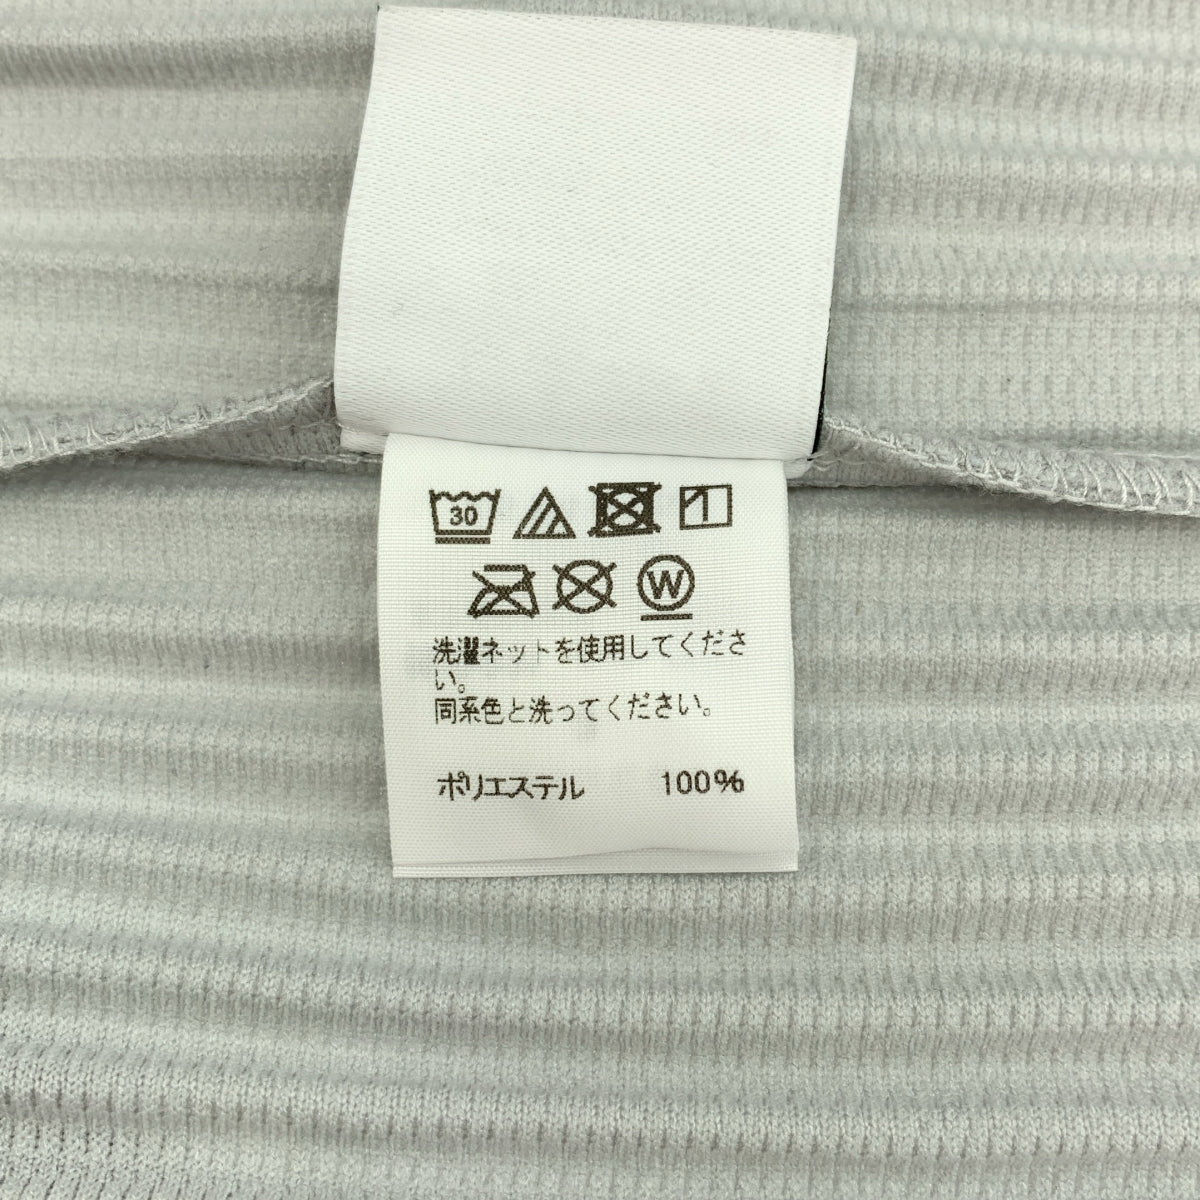 30
W
洗濯ネットを使用してくださ
い。
同系色と洗ってください。
ポリエステル 100%